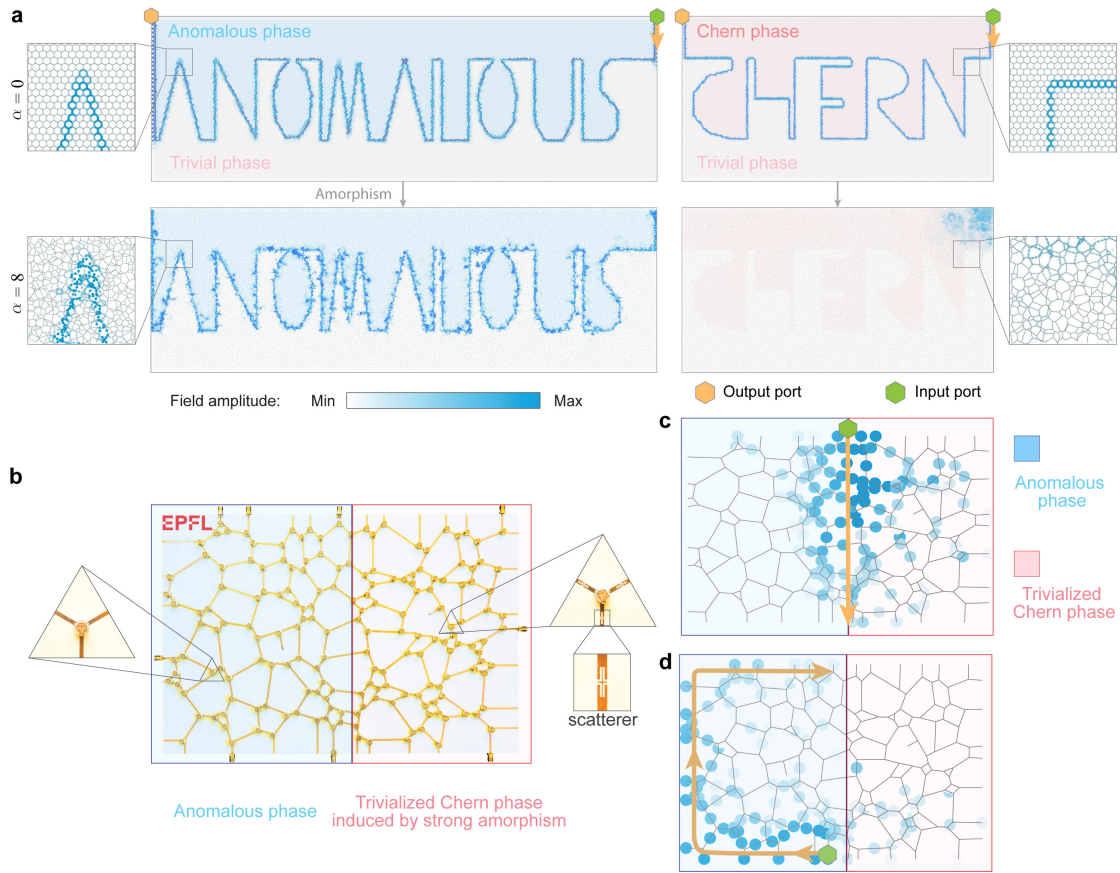 a
Anomalous phase
Chern phase
α = 0
ANOMALOUS
CHERN
Trivial phase
Trivial phase
Amorphism
α = 8
ANOMALOUS
CHERN
Field amplitude: Min Max
Output port
Input port
c
Anomalous
phase
Trivialized
Chern phase
b
EPFL
scatterer
Anomalous phase
Trivialized Chern phase
induced by strong amorphism
d